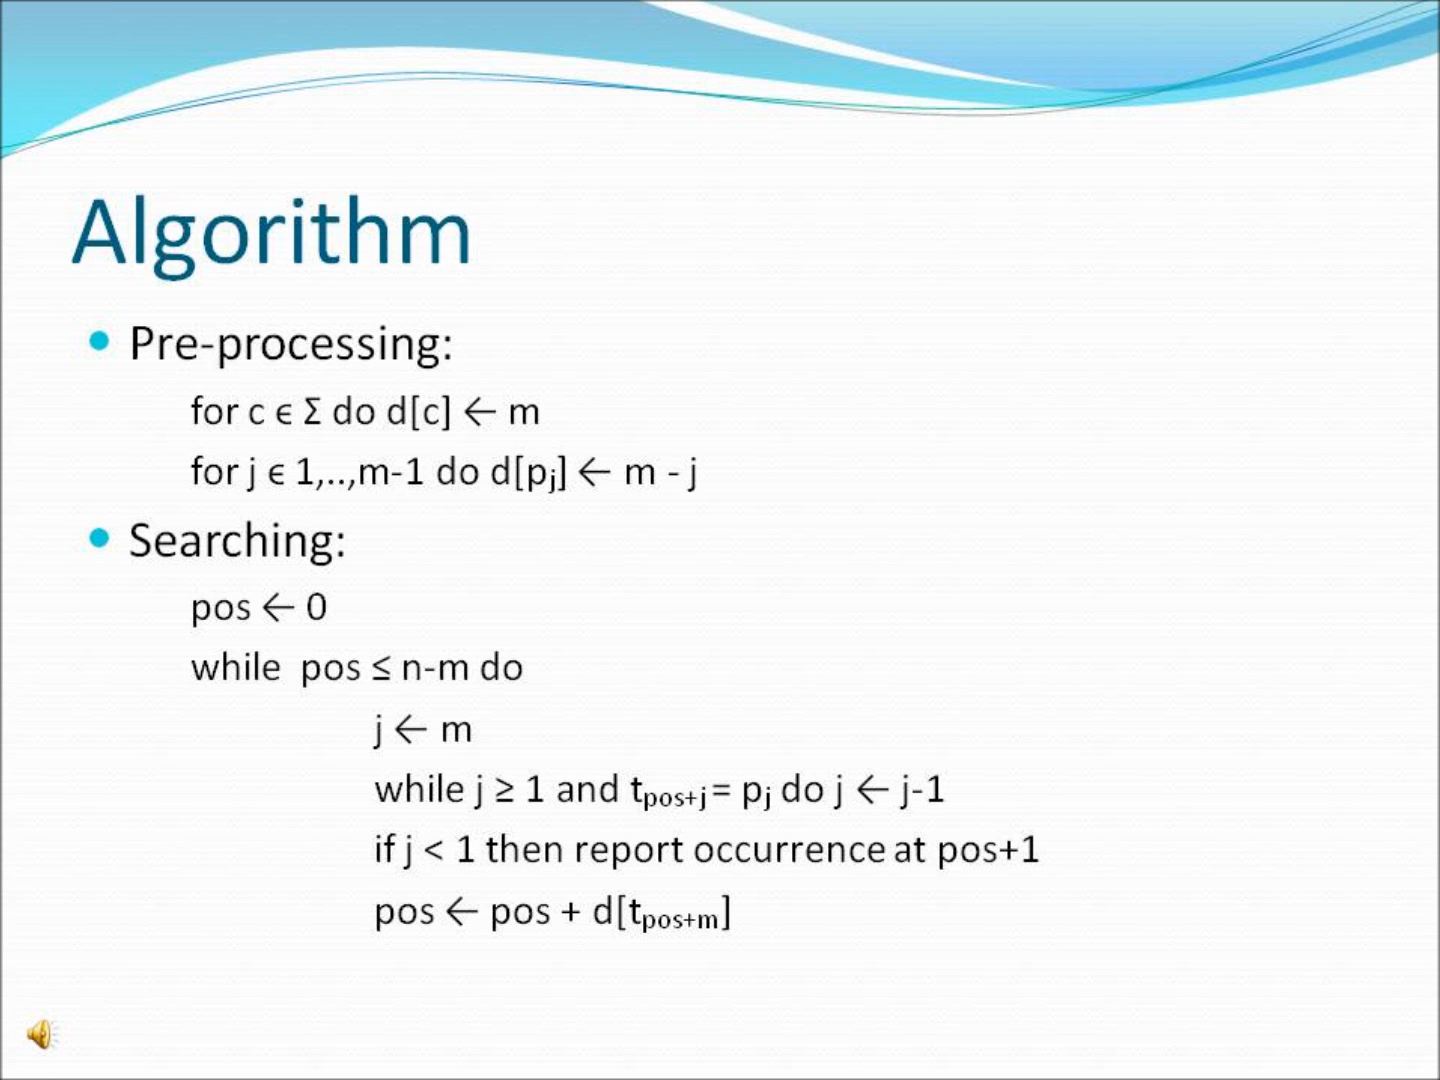 Algorithm
Pre-processing:
for c ϵ Σ do d[c] ← m
for j ϵ 1,..,m-1 do d[pⱼ] ← m - j
Searching:
pos ← 0
while pos ≤ n-m do
j ← m
while j ≥ 1 and tpos+j = pj do j ← j-1
if j < 1 then report occurrence at pos+1
pos ← pos + d[tpos+m]